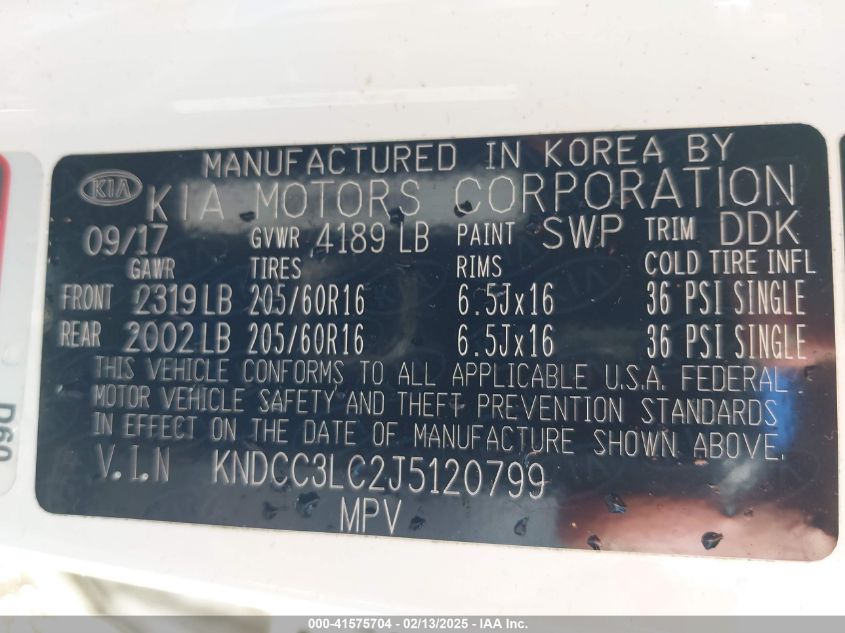 MANUFACTURED IN KOREA BY
KIA KIA MOTORS CORPORATION
09/17 GVWR 4189 LB PAINT SWP TRIM DDK
GAWR TIRES RIMS COLD TIRE INFL
FRONT 2319 LB 205/60R16 6.5Jx16 36 PSI SINGLE
REAR 2002 LB 205/60R16 6.5Jx16 36 PSI SINGLE
THIS VEHICLE CONFORMS TO ALL APPLICABLE U.S.A. FEDERAL
MOTOR VEHICLE SAFETY AND THEFT PREVENTION STANDARDS
IN EFFECT ON THE DATE OF MANUFACTURE SHOWN ABOVE.
V.I.N KNDCC3LC2J5120799
MPV
D60
000-41575704 - 02/13/2025 - IAA Inc.